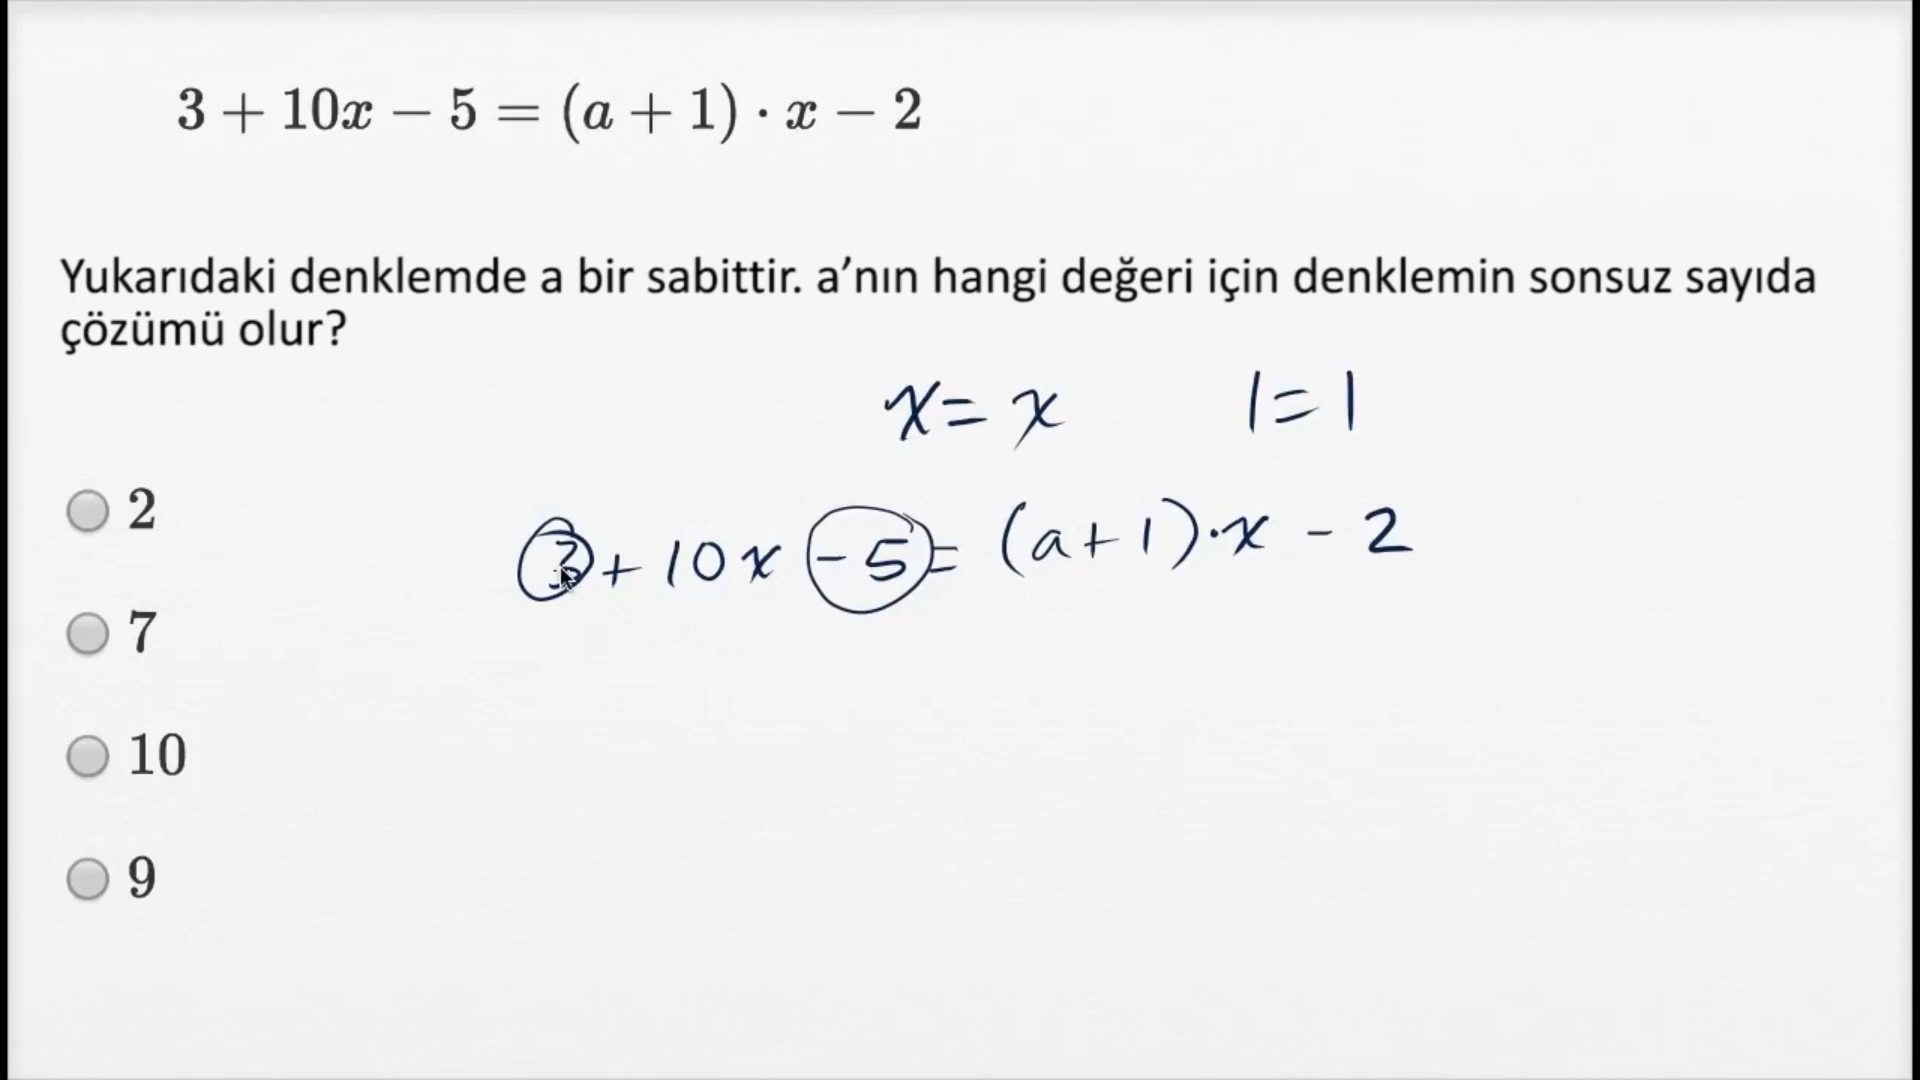 3 + 10x − 5 = (a + 1) · x − 2
Yukarıdaki denklemde a bir sabittir. a’nın hangi değeri için denklemin sonsuz sayıda
çözümü olur?
x = x 1 = 1
3 + 10x − 5 = (a + 1) · x − 2
2
7
10
9